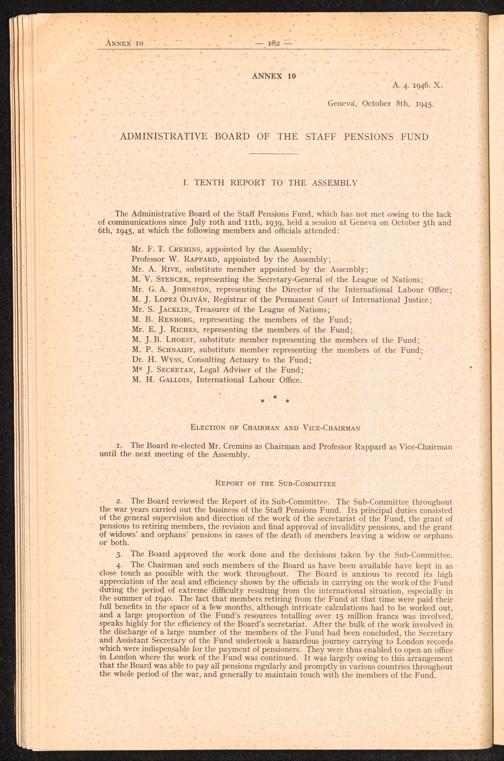 Annex 10
— 182 —
ANNEX 10
A. 4. 1946. X.
Geneva, October 8th, 1945.
ADMINISTRATIVE BOARD OF THE STAFF PENSIONS FUND
I. TENTH REPORT TO THE ASSEMBLY
The Administrative Board of the Staff Pensions Fund, which has not met owing to the lack
of communications since July 10th and 11th, 1939, held a session at Geneva on October 5th and
6th, 1945, at which the following members and officials attended:
Mr. F. T. Cremins, appointed by the Assembly;
Professor W. Rappard, appointed by the Assembly;
Mr. A. Rive, substitute member appointed by the Assembly;
M. V. Stencek, representing the Secretary-General of the League of Nations;
Mr. G. A. Johnston, representing the Director of the International Labour Office;
M. J. Lopez Oliván, Registrar of the Permanent Court of International Justice;
Mr. S. Jacklin, Treasurer of the League of Nations;
M. B. Renborg, representing the members of the Fund;
Mr. E. J. Riches, representing the members of the Fund;
M. J. B. Lhoest, substitute member representing the members of the Fund;
M. P. Schnaidt, substitute member representing the members of the Fund;
Dr. H. Wyss, Consulting Actuary to the Fund;
Me J. Secretan, Legal Adviser of the Fund;
M. H. Gallois, International Labour Office.
* * *
Election of Chairman and Vice-Chairman
1. The Board re-elected Mr. Cremins as Chairman and Professor Rappard as Vice-Chairman
until the next meeting of the Assembly.
Report of the Sub-Committee
2. The Board reviewed the Report of its Sub-Committee. The Sub-Committee throughout
the war years carried out the business of the Staff Pensions Fund. Its principal duties consisted
of the general supervision and direction of the work of the secretariat of the Fund, the grant of
pensions to retiring members, the revision and final approval of invalidity pensions, and the grant
of widows' and orphans' pensions in cases of the death of members leaving a widow or orphans
or both.
3. The Board approved the work done and the decisions taken by the Sub-Committee.
4. The Chairman and such members of the Board as have been available have kept in as
close touch as possible with the work throughout. The Board is anxious to record its high
appreciation of the zeal and efficiency shown by the officials in carrying on the work of the Fund
during the period of extreme difficulty resulting from the international situation, especially in
the summer of 1940. The fact that members retiring from the Fund at that time were paid their
full benefits in the space of a few months, although intricate calculations had to be worked out,
and a large proportion of the Fund's resources totalling over 15 million francs was involved,
speaks highly for the efficiency of the Board's secretariat. After the bulk of the work involved in
the discharge of a large number of the members of the Fund had been concluded, the Secretary
and Assistant Secretary of the Fund undertook a hazardous journey carrying to London records
which were indispensable for the payment of pensioners. They were thus enabled to open an office
in London where the work of the Fund was continued. It was largely owing to this arrangement
that the Board was able to pay all pensions regularly and promptly in various countries throughout
the whole period of the war, and generally to maintain touch with the members of the Fund.